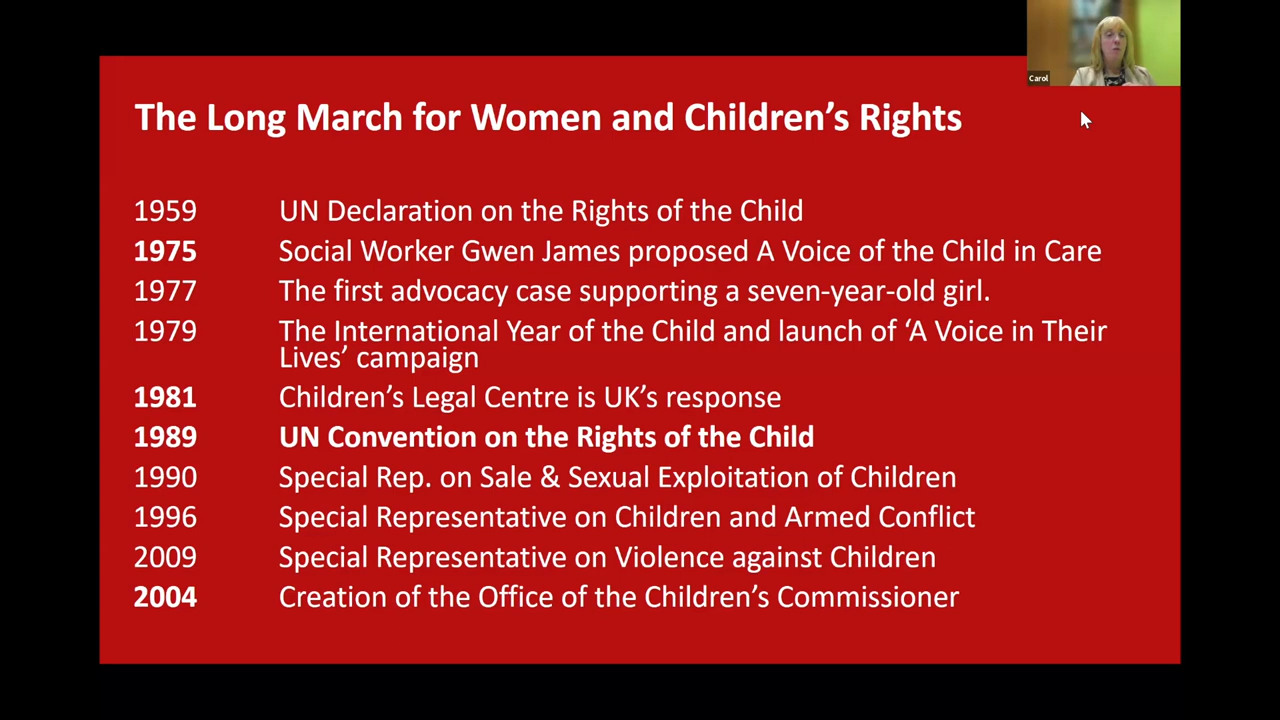 Carol
The Long March for Women and Children's Rights
1959 UN Declaration on the Rights of the Child
1975 Social Worker Gwen James proposed A Voice of the Child in Care
1977 The first advocacy case supporting a seven-year-old girl.
1979 The International Year of the Child and launch of ‘A Voice in Their
Lives’ campaign
1981 Children’s Legal Centre is UK’s response
1989 UN Convention on the Rights of the Child
1990 Special Rep. on Sale & Sexual Exploitation of Children
1996 Special Representative on Children and Armed Conflict
2009 Special Representative on Violence against Children
2004 Creation of the Office of the Children’s Commissioner